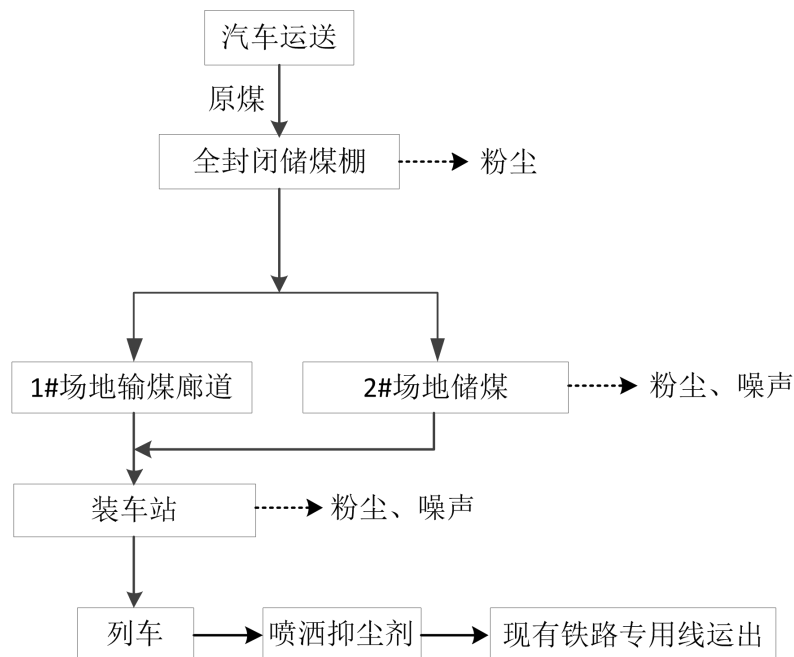 汽车运送
原煤
全封闭储煤棚
粉尘
1#场地输煤廊道
2#场地储煤
粉尘、噪声
装车站
粉尘、噪声
列车
喷洒抑尘剂
现有铁路专用线运出